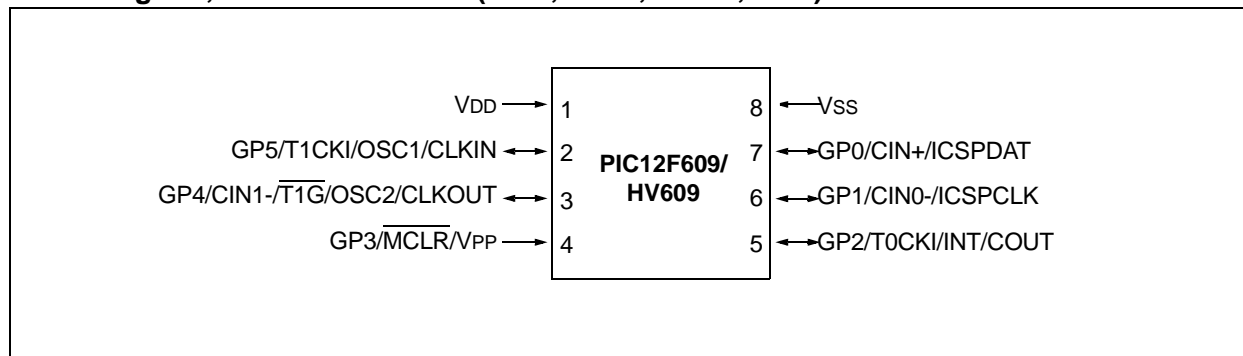 VDD 1 8 VSS
GP5/T1CKI/OSC1/CLKIN 2 PIC12F609/ 7 GP0/CIN+/ICSPDAT
HV609
GP4/CIN1-/T1G/OSC2/CLKOUT 3 6 GP1/CIN0-/ICSPCLK
GP3/MCLR/VPP 4 5 GP2/T0CKI/INT/COUT